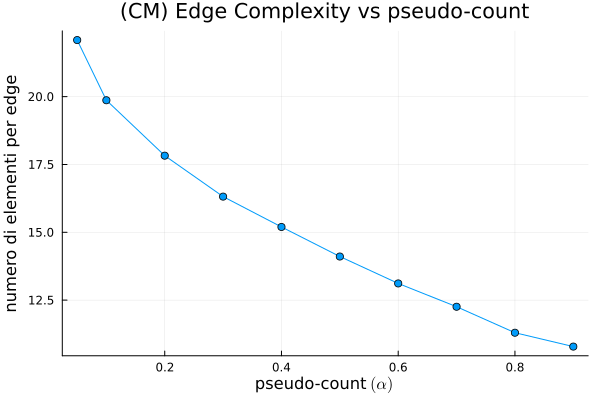 (CM) Edge Complexity vs pseudo-count
numero di elementi per edge
20.0
17.5
15.0
12.5
0.2 0.4 0.6 0.8
pseudo-count (α)